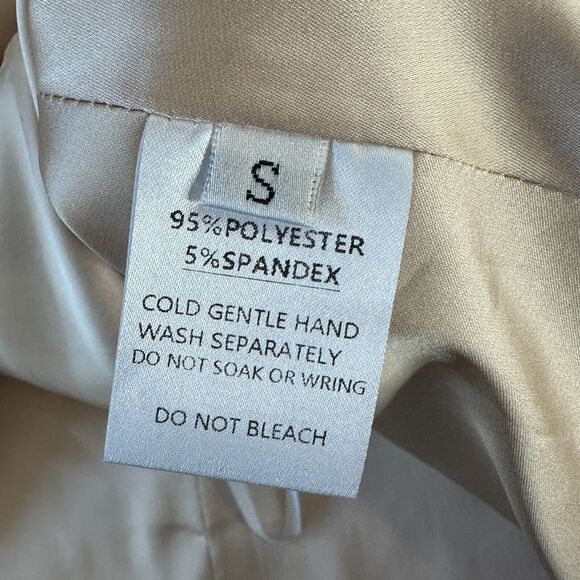 S
95%POLYESTER
5%SPANDEX
COLD GENTLE HAND
WASH SEPARATELY
DO NOT SOAK OR WRING
DO NOT BLEACH